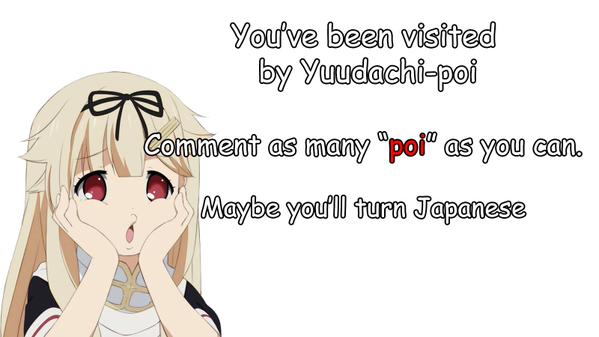 You've been visited
by Yuudachi-poi
Comment as many "poi" as you can.
Maybe you'll turn Japanese